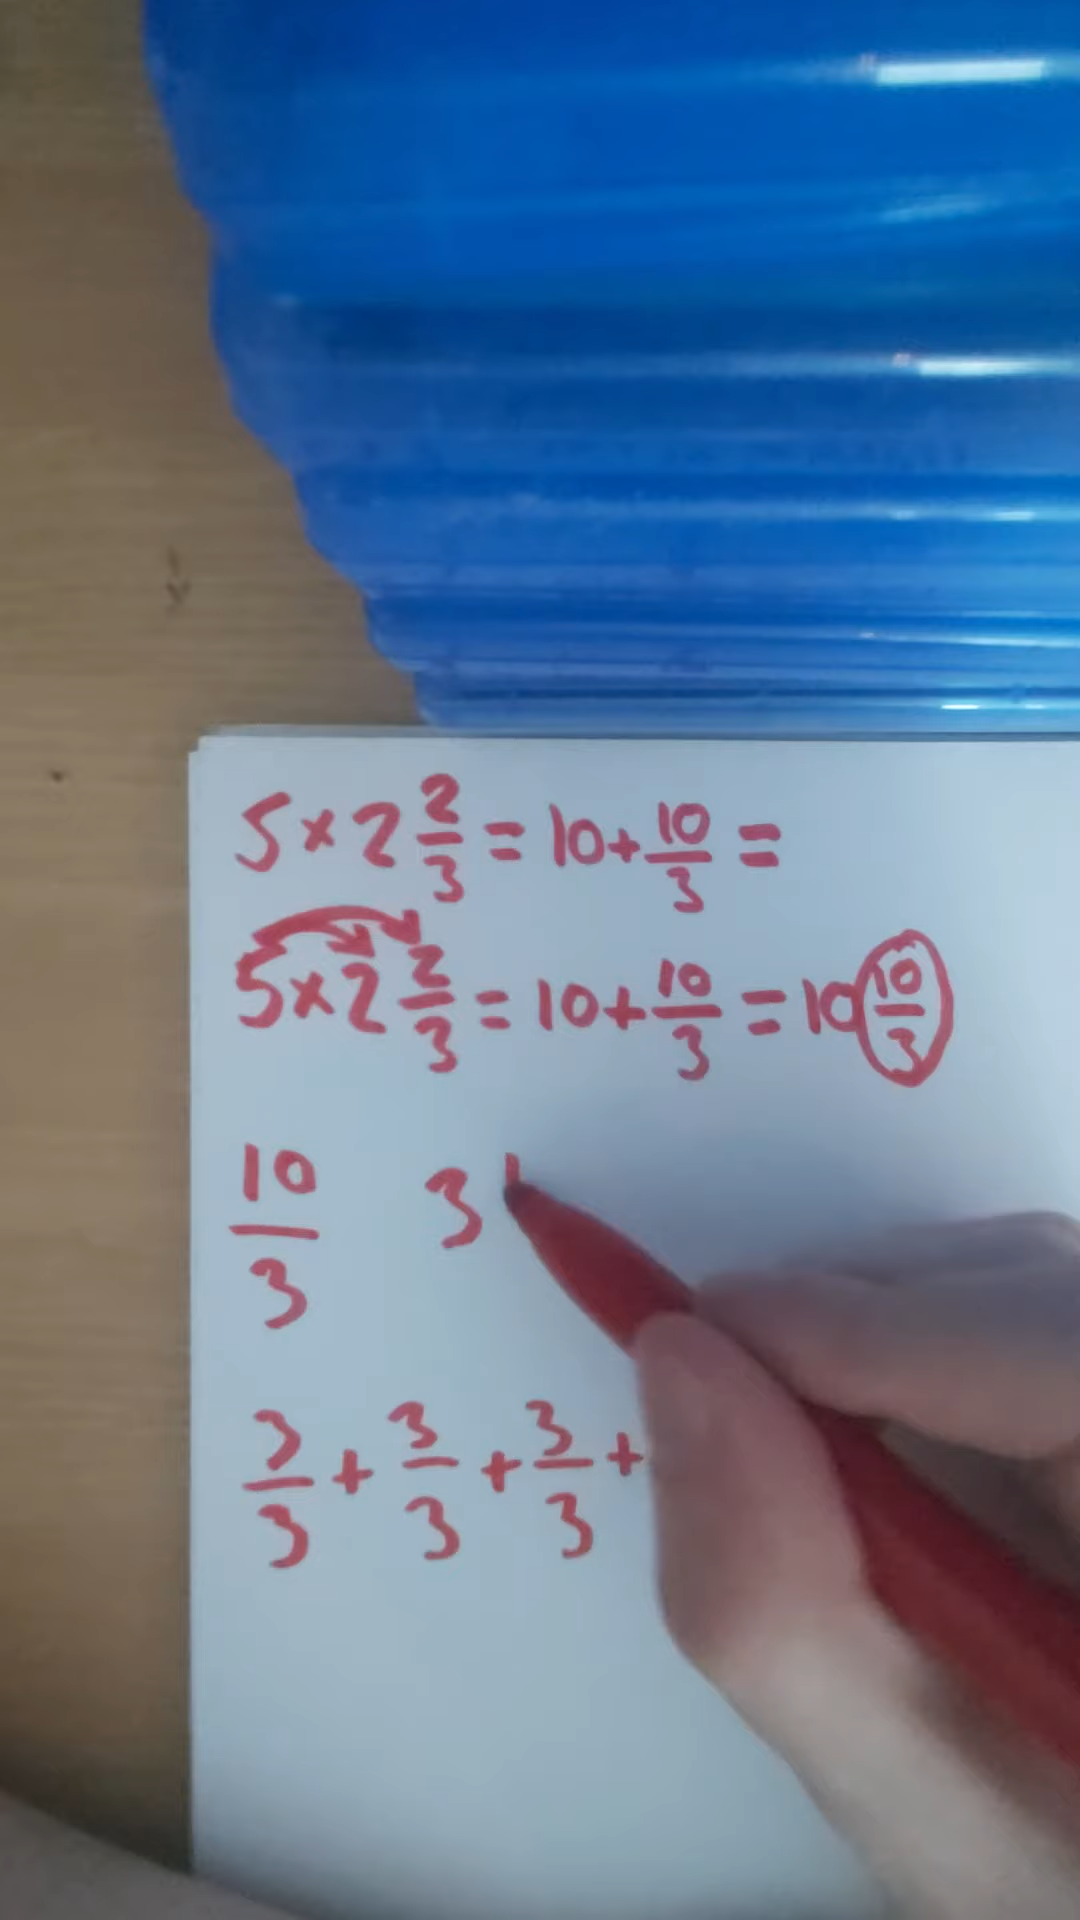 5 × 2 2/3 = 10 + 10/3 =
5 × 2 2/3 = 10 + 10/3 = 10 10/3
10/3 3
3/3 + 3/3 + 3/3 +